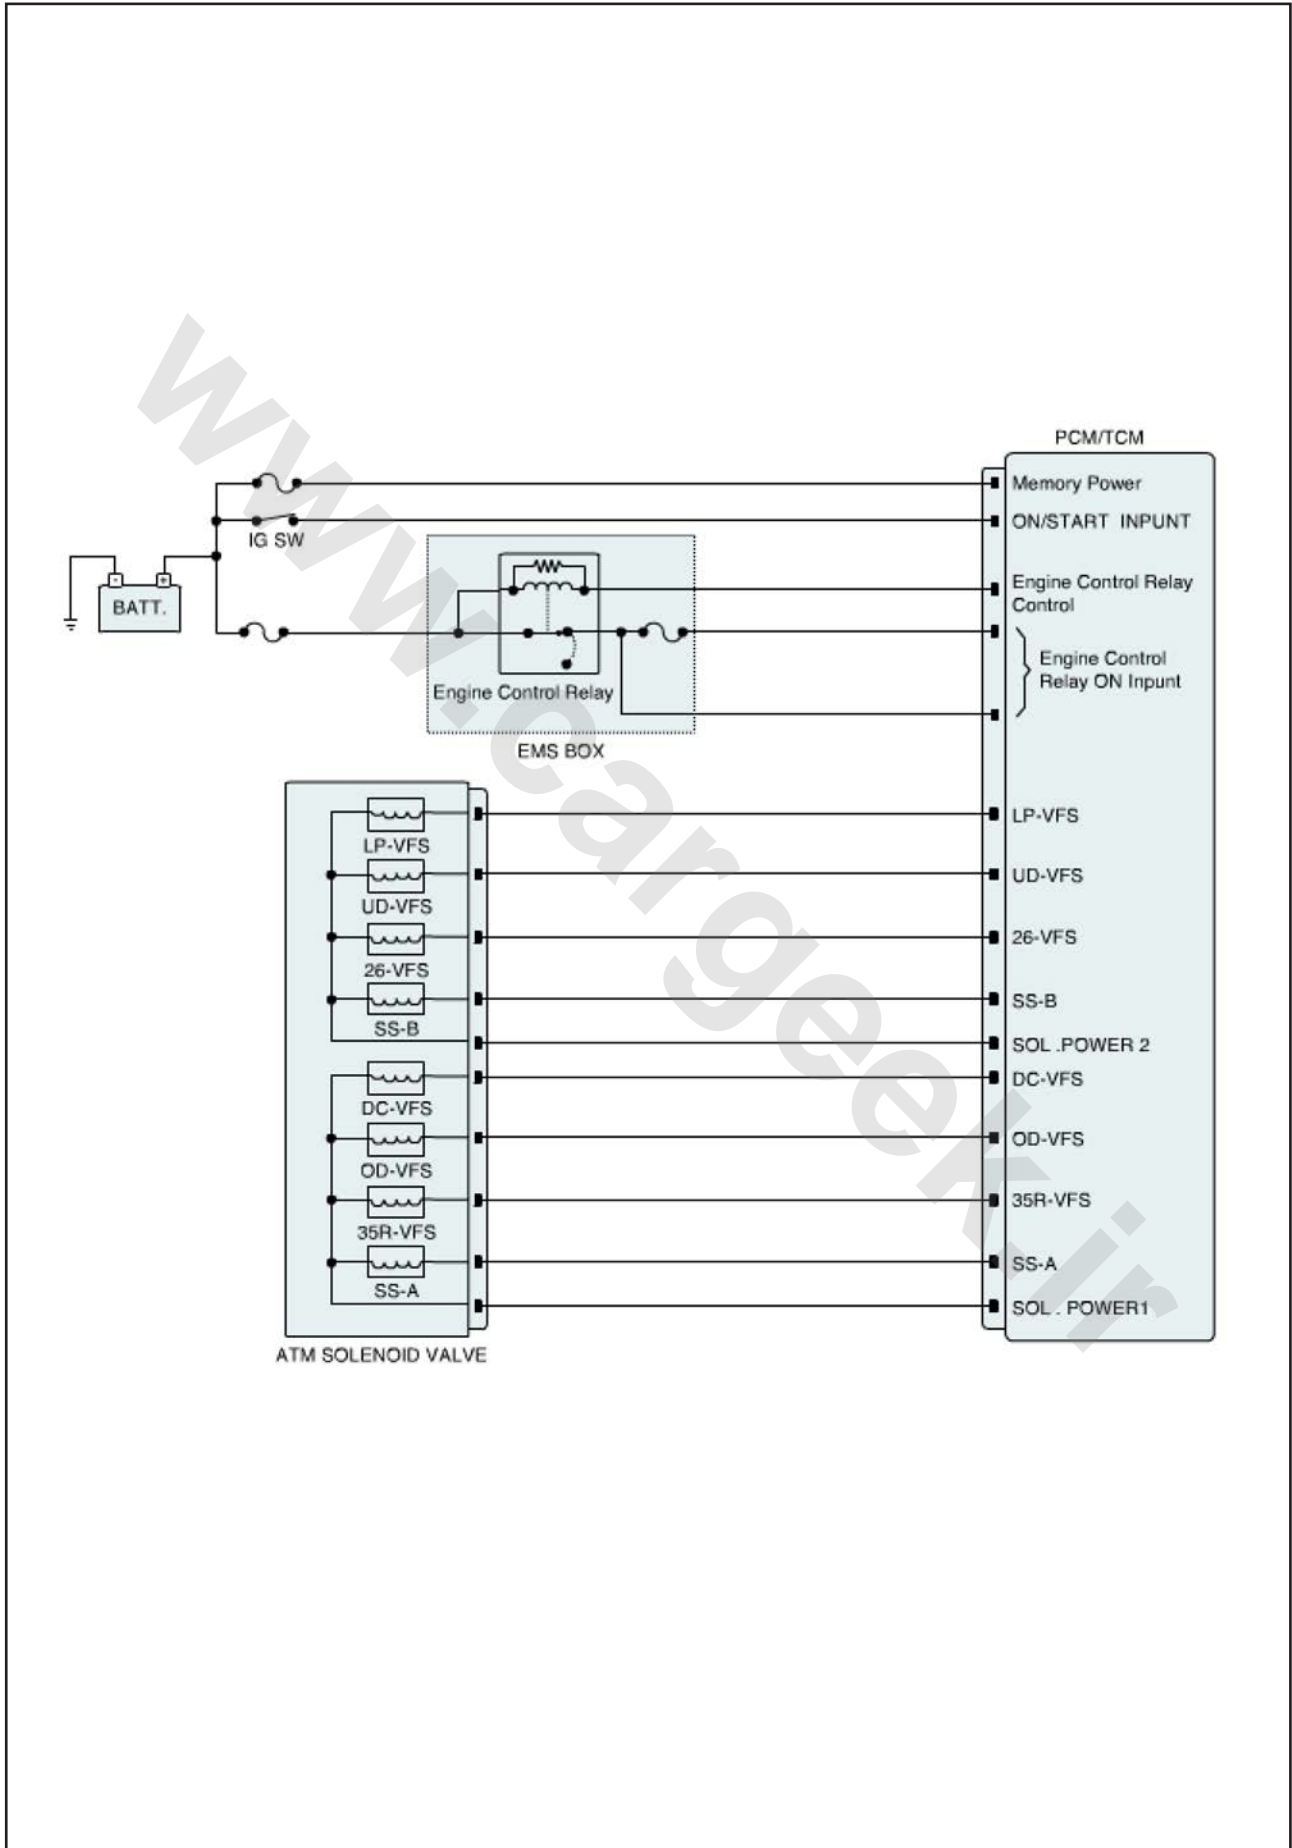 PCM/TCM
Memory Power
ON/START INPUNT
IG SW
- +
BATT.
Engine Control Relay
Control
Engine Control
Relay ON Inpunt
Engine Control Relay
EMS BOX
LP-VFS
LP-VFS
UD-VFS
UD-VFS
26-VFS
26-VFS
SS-B
SS-B
SOL .POWER 2
DC-VFS
DC-VFS
OD-VFS
OD-VFS
35R-VFS
35R-VFS
SS-A
SS-A
SOL . POWER1
ATM SOLENOID VALVE
www.cargeek.ir